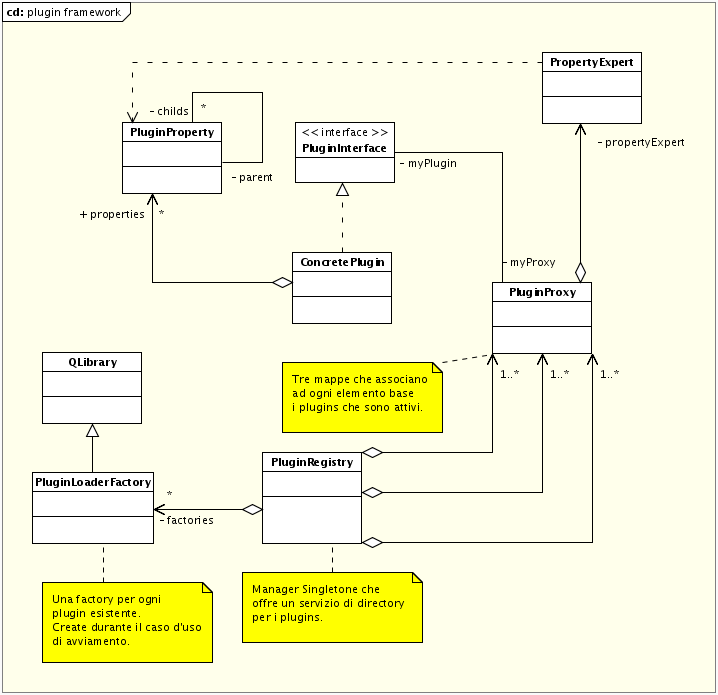 cd: plugin framework
PropertyExpert
- childs
*
PluginProperty
<< interface >>
PluginInterface
- propertyExpert
- myPlugin
- parent
+ properties
*
ConcretePlugin
- myProxy
PluginProxy
QLibrary
1..*
1..*
1..*
Tre mappe che associano
ad ogni elemento base
i plugins che sono attivi.
PluginRegistry
PluginLoaderFactory
*
- factories
Una factory per ogni
plugin esistente.
Create durante il caso d'uso
di avviamento.
Manager Singletone che
offre un servizio di directory
per i plugins.